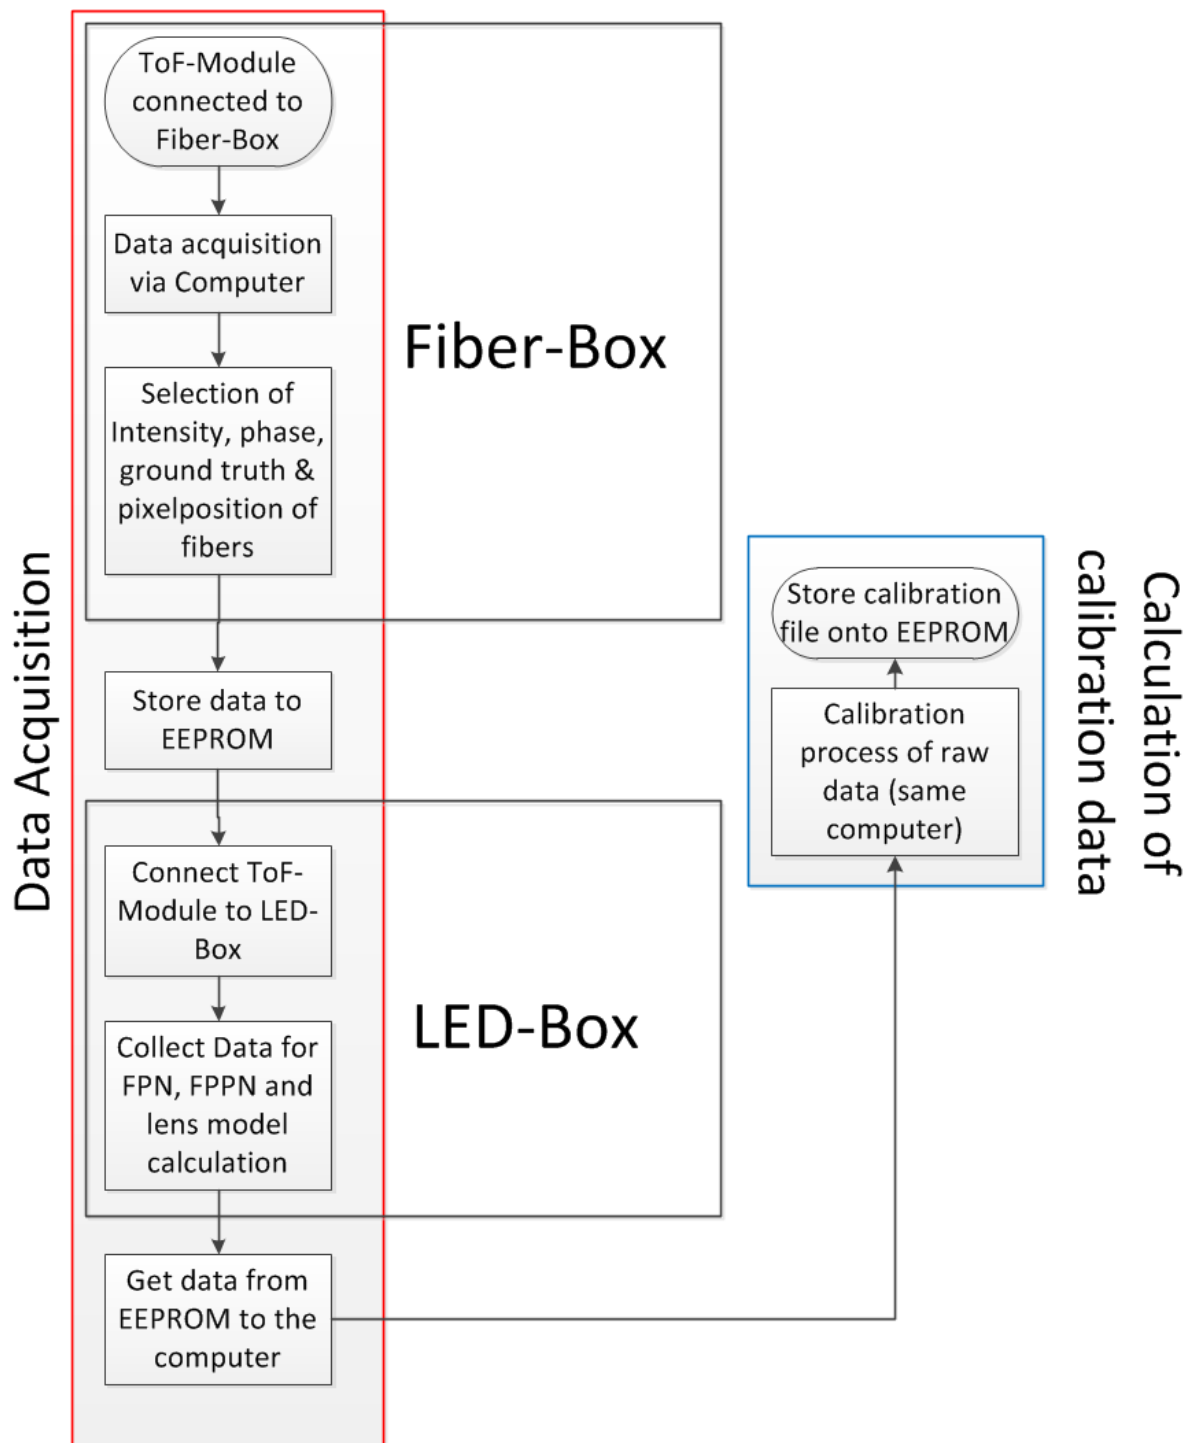 ToF-Module
connected to
Fiber-Box
Data acquisition
via Computer
Selection of
Intensity, phase,
ground truth &
pixelposition of
fibers
Fiber-Box
Store data to
EEPROM
Connect ToF-
Module to LED-
Box
Collect Data for
FPN, FPPN and
lens model
calculation
LED-Box
Get data from
EEPROM to the
computer
Data Acquisition
Store calibration
file onto EEPROM
Calibration
process of raw
data (same
computer)
Calculation of
calibration data